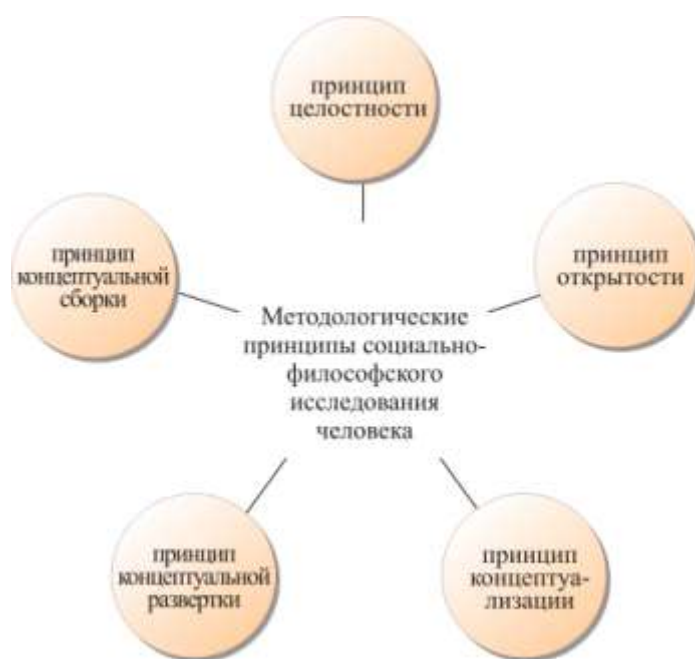 принцип
целостности
принцип
концептуальной
сборки
принцип
открытости
Методологические
принципы социально-
философского
исследования
человека
принцип
концептуальной
развертки
принцип
концептуа-
лизации